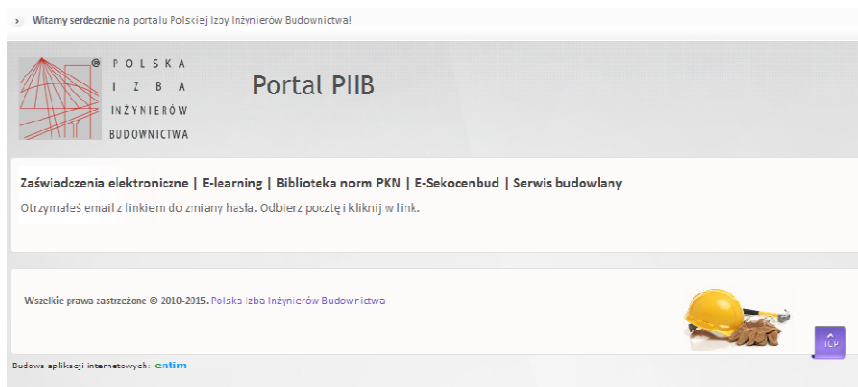 Witamy serdecznie na portalu Polskiej Izby Inżynierów Budownictwa!
®
POLSKA
IZBA
INŻYNIERÓW
BUDOWNICTWA
Portal PIIB
Zaświadczenia elektroniczne | E-learning | Biblioteka norm PKN | E-Sekocenbud | Serwis budowlany
Otrzymałeś email z linkiem do zmiany hasła. Odbierz pocztę i kliknij w link.
Wszelkie prawa zastrzeżone © 2010-2015. Polska Izba Inżynierów Budownictwa
Budowa aplikacji internetowych: entim